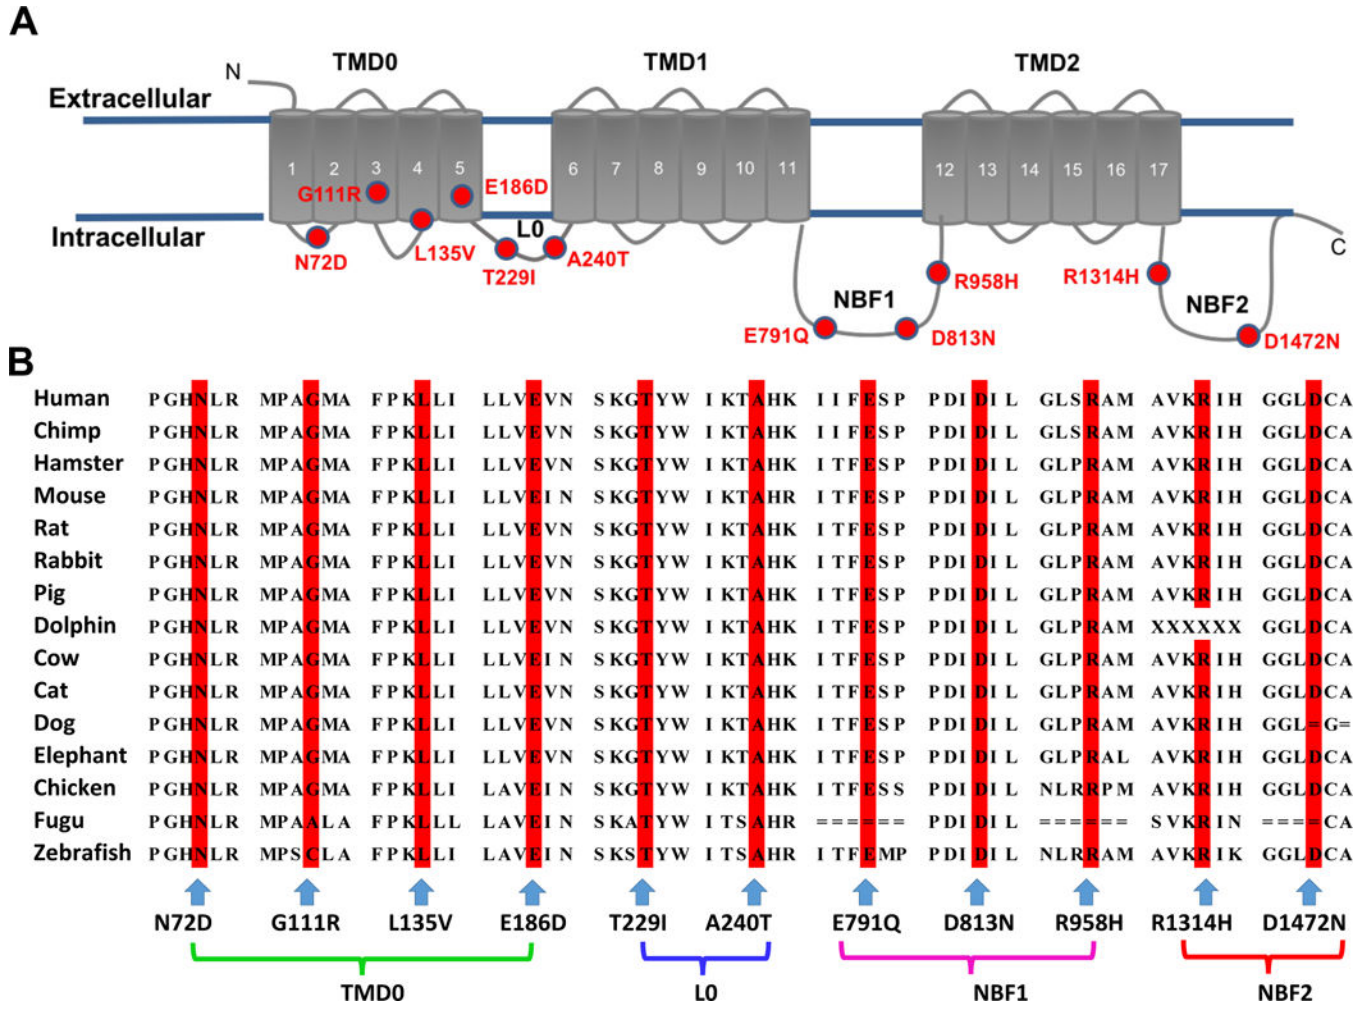 A
TMD0 TMD1 TMD2
N
Extracellular
1 2 3 4 5 6 7 8 9 10 11 12 13 14 15 16 17
G111R E186D
Intracellular L0 C
N72D L135V T229I A240T R958H R1314H
NBF1 NBF2
E791Q D813N D1472N
B
Human PGHNLR MPAGMA FPKLLI LLVEVN SKGTYW IKTAHK IIFESP PDIDIL GLSRAM AVKRIH GGLDCA
Chimp PGHNLR MPAGMA FPKLLI LLVEVN SKGTYW IKTAHK IIFESP PDIDIL GLSRAM AVKRIH GGLDCA
Hamster PGHNLR MPAGMA FPKLLI LLVEVN SKGTYW IKTAHK ITFESP PDIDIL GLPRAM AVKRIH GGLDCA
Mouse PGHNLR MPAGMA FPKLLI LLVEIN SKGTYW IKTAHR ITFESP PDIDIL GLPRAM AVKRIH GGLDCA
Rat PGHNLR MPAGMA FPKLLI LLVEVN SKGTYW IKTAHK ITFESP PDIDIL GLPRAM AVKRIH GGLDCA
Rabbit PGHNLR MPAGMA FPKLLI LLVEVN SKGTYW IKTAHK ITFESP PDIDIL GLPRAM AVKRIH GGLDCA
Pig PGHNLR MPAGMA FPKLLI LLVEVN SKGTYW IKTAHK ITFESP PDIDIL GLPRAM AVKRIH GGLDCA
Dolphin PGHNLR MPAGMA FPKLLI LLVEVN SKGTYW IKTAHK ITFESP PDIDIL GLPRAM XXXXXX GGLDCA
Cow PGHNLR MPAGMA FPKLLI LLVEIN SKGTYW IKTAHK ITFESP PDIDIL GLPRAM AVKRIH GGLDCA
Cat PGHNLR MPAGMA FPKLLI LLVEVN SKGTYW IKTAHK ITFESP PDIDIL GLPRAM AVKRIH GGLDCA
Dog PGHNLR MPAGMA FPKLLI LLVEVN SKGTYW IKTAHK ITFESP PDIDIL GLPRAM AVKRIH GGL=G=
Elephant PGHNLR MPAGMA FPKLLI LLVEVN SKGTYW IKTAHK ITFESP PDIDIL GLPRAL AVKRIH GGLDCA
Chicken PGHNLR MPAGMA FPKLLI LAVEIN SKGTYW IKTAHK ITFESS PDIDIL NLRRPM AVKRIH GGLDCA
Fugu PGHNLR MPAALA FPKLLL LAVEIN SKATYW ITSAHR ====== PDIDIL ====== SVKRIN ====CA
Zebrafish PGHNLR MPSCLA FPKLLI LAVEIN SKSTYW ITSAHR ITFEMP PDIDIL NLRRAM AVKRIK GGLDCA
N72D G111R L135V E186D T229I A240T E791Q D813N R958H R1314H D1472N
TMD0 L0 NBF1 NBF2